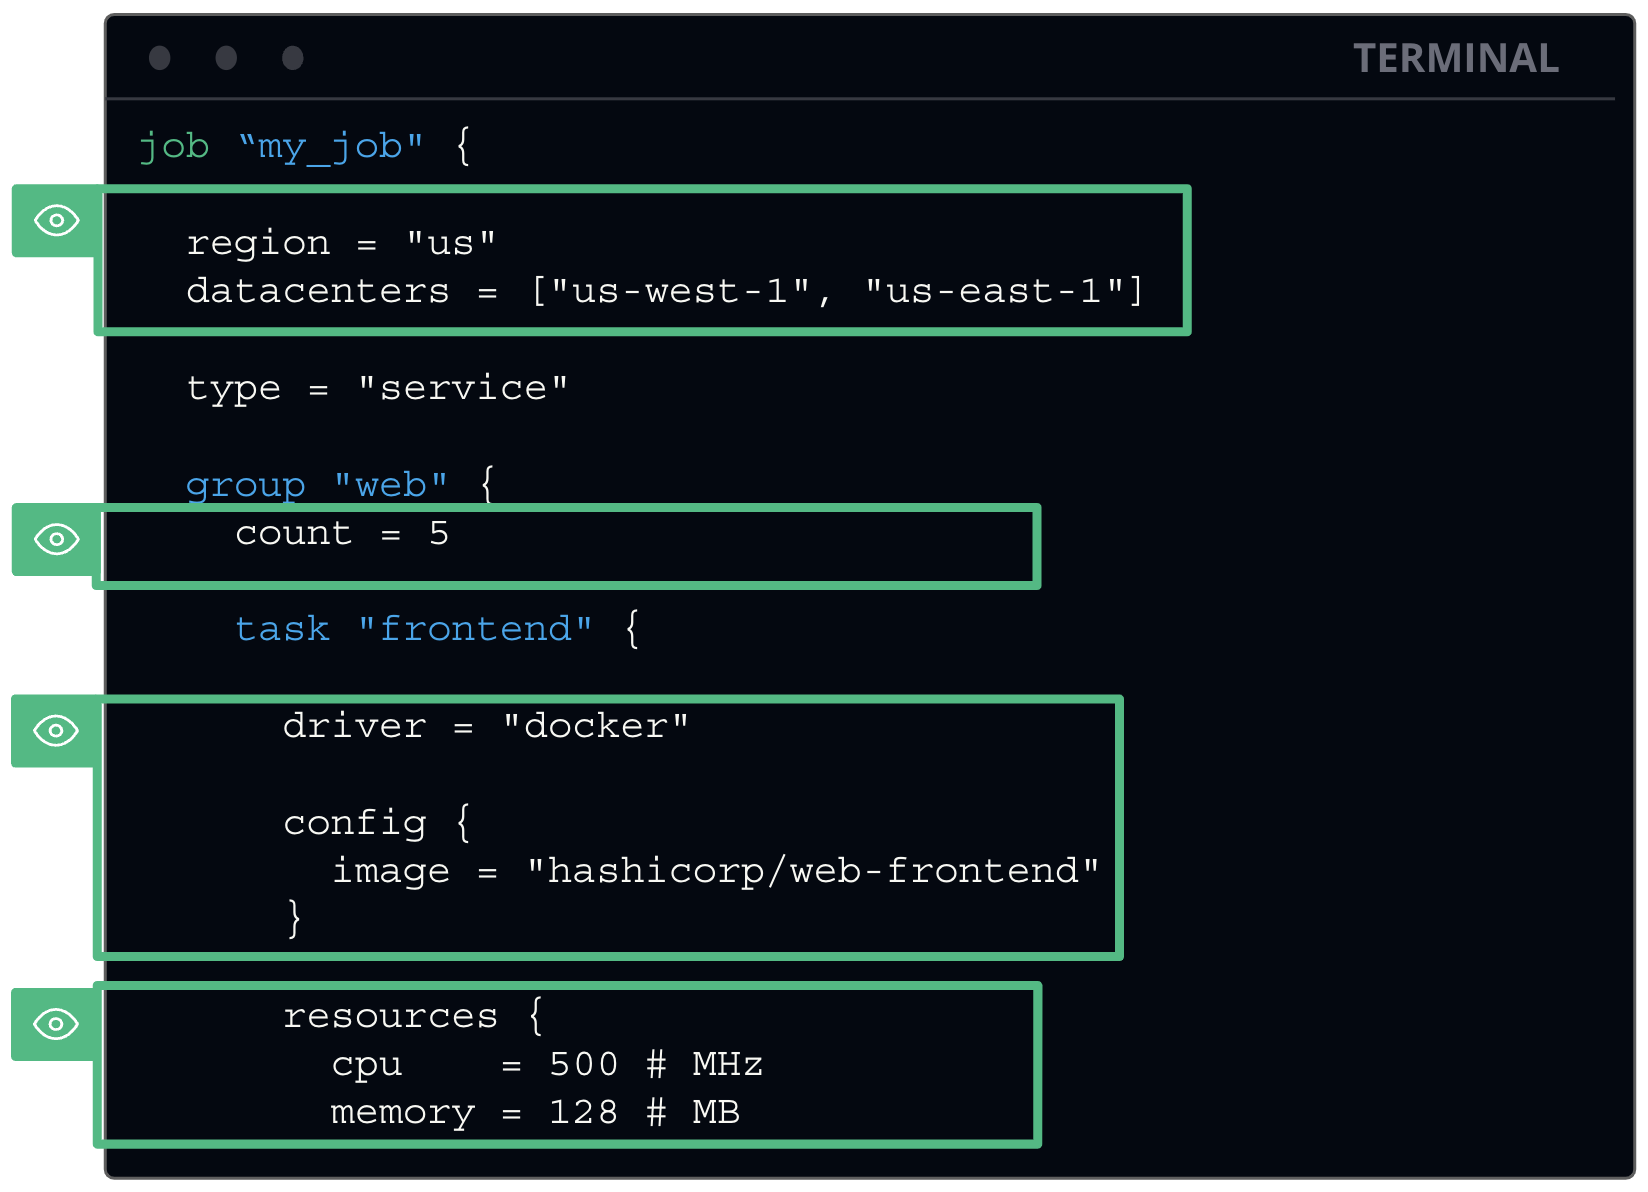 TERMINAL
job “my_job" {
region = "us"
datacenters = ["us-west-1", "us-east-1"]
type = "service"
group "web" {
count = 5
task "frontend" {
driver = "docker"
config {
image = "hashicorp/web-frontend"
}
resources {
cpu    = 500 # MHz
memory = 128 # MB